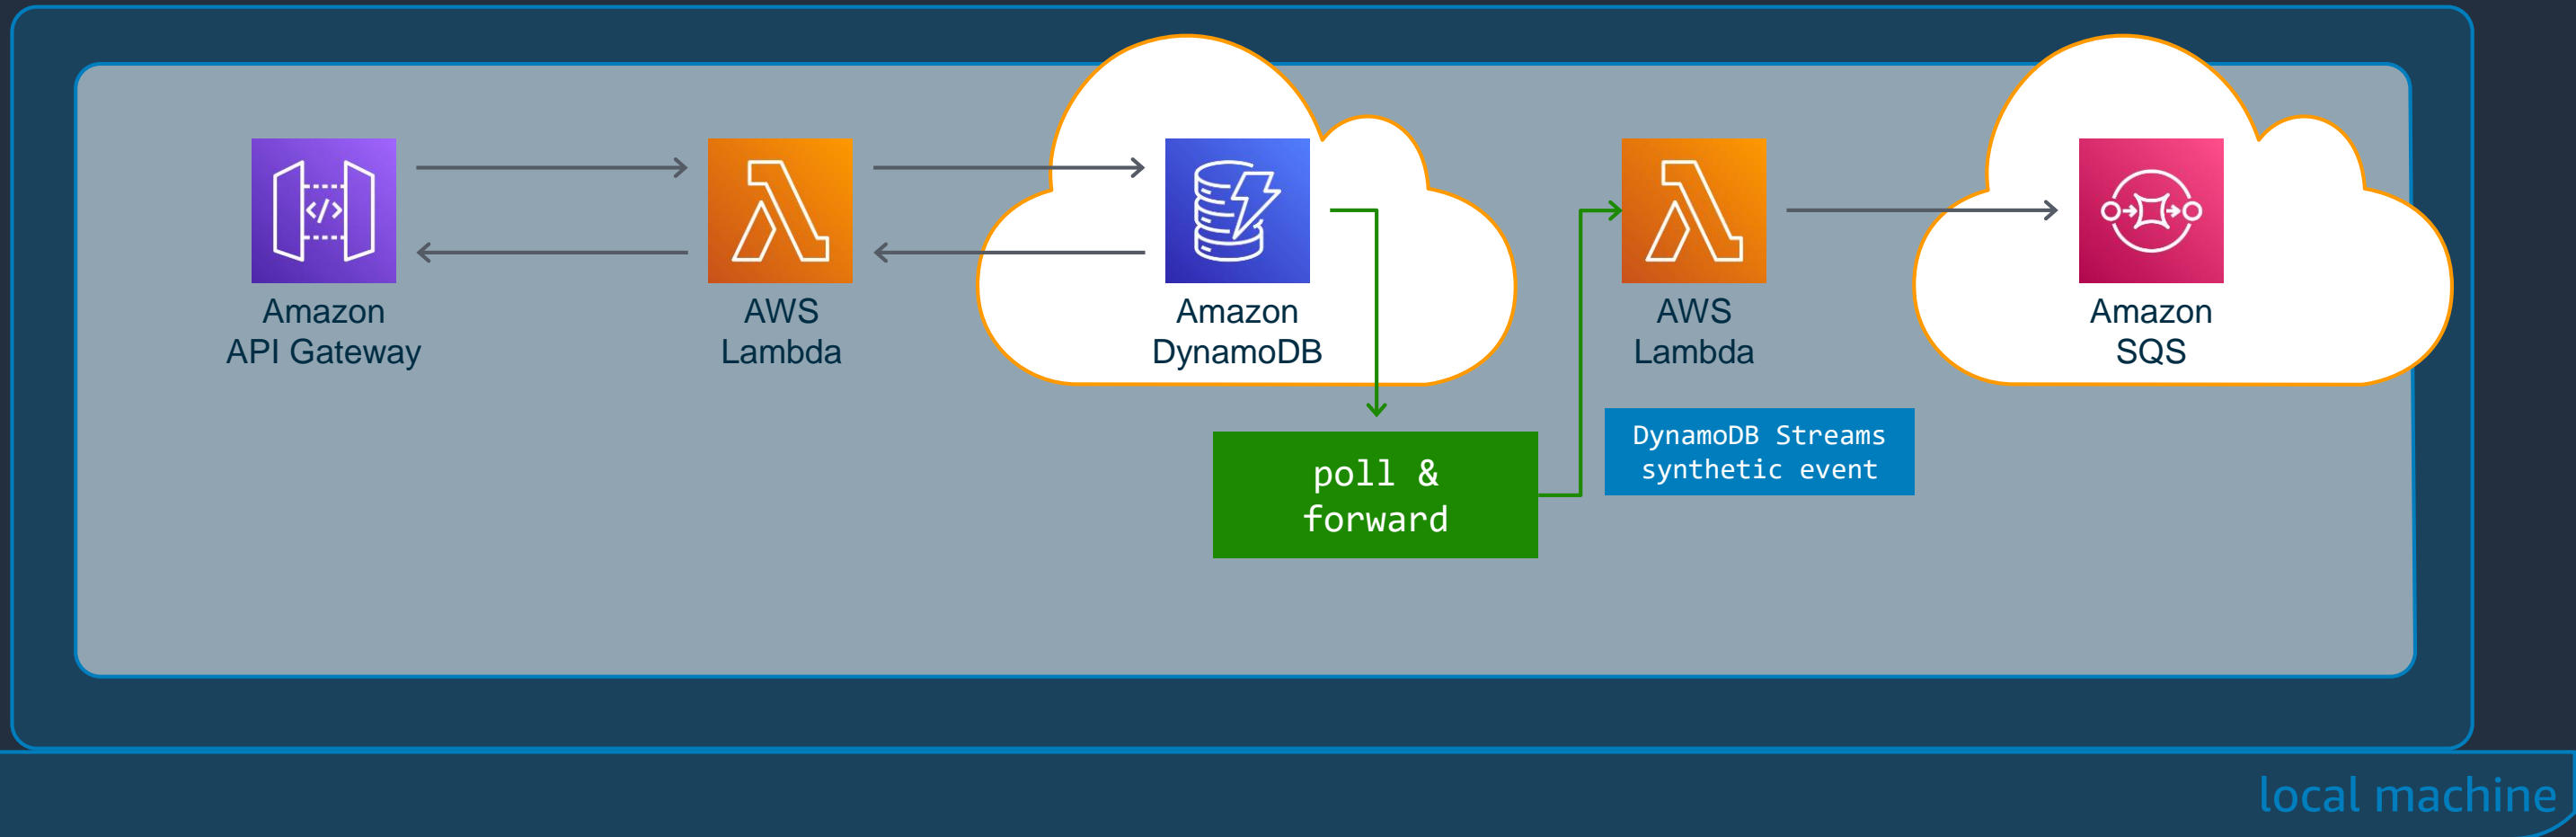 Amazon
API Gateway
AWS
Lambda
Amazon
DynamoDB
AWS
Lambda
Amazon
SQS
poll &
forward
DynamoDB Streams
synthetic event
local machine